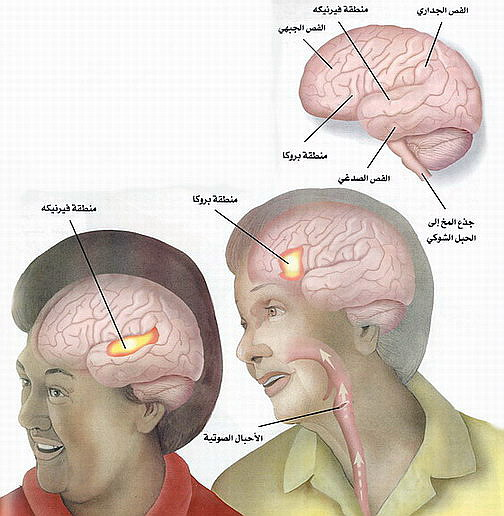 منطقة فيرنيكه
الفص الجداري
الفص الجبهي
منطقة بروكا
الفص الصدغي
جذع المخ إلى
الحبل الشوكي
منطقة بروكا
منطقة فيرنيكه
الأحبال الصوتية